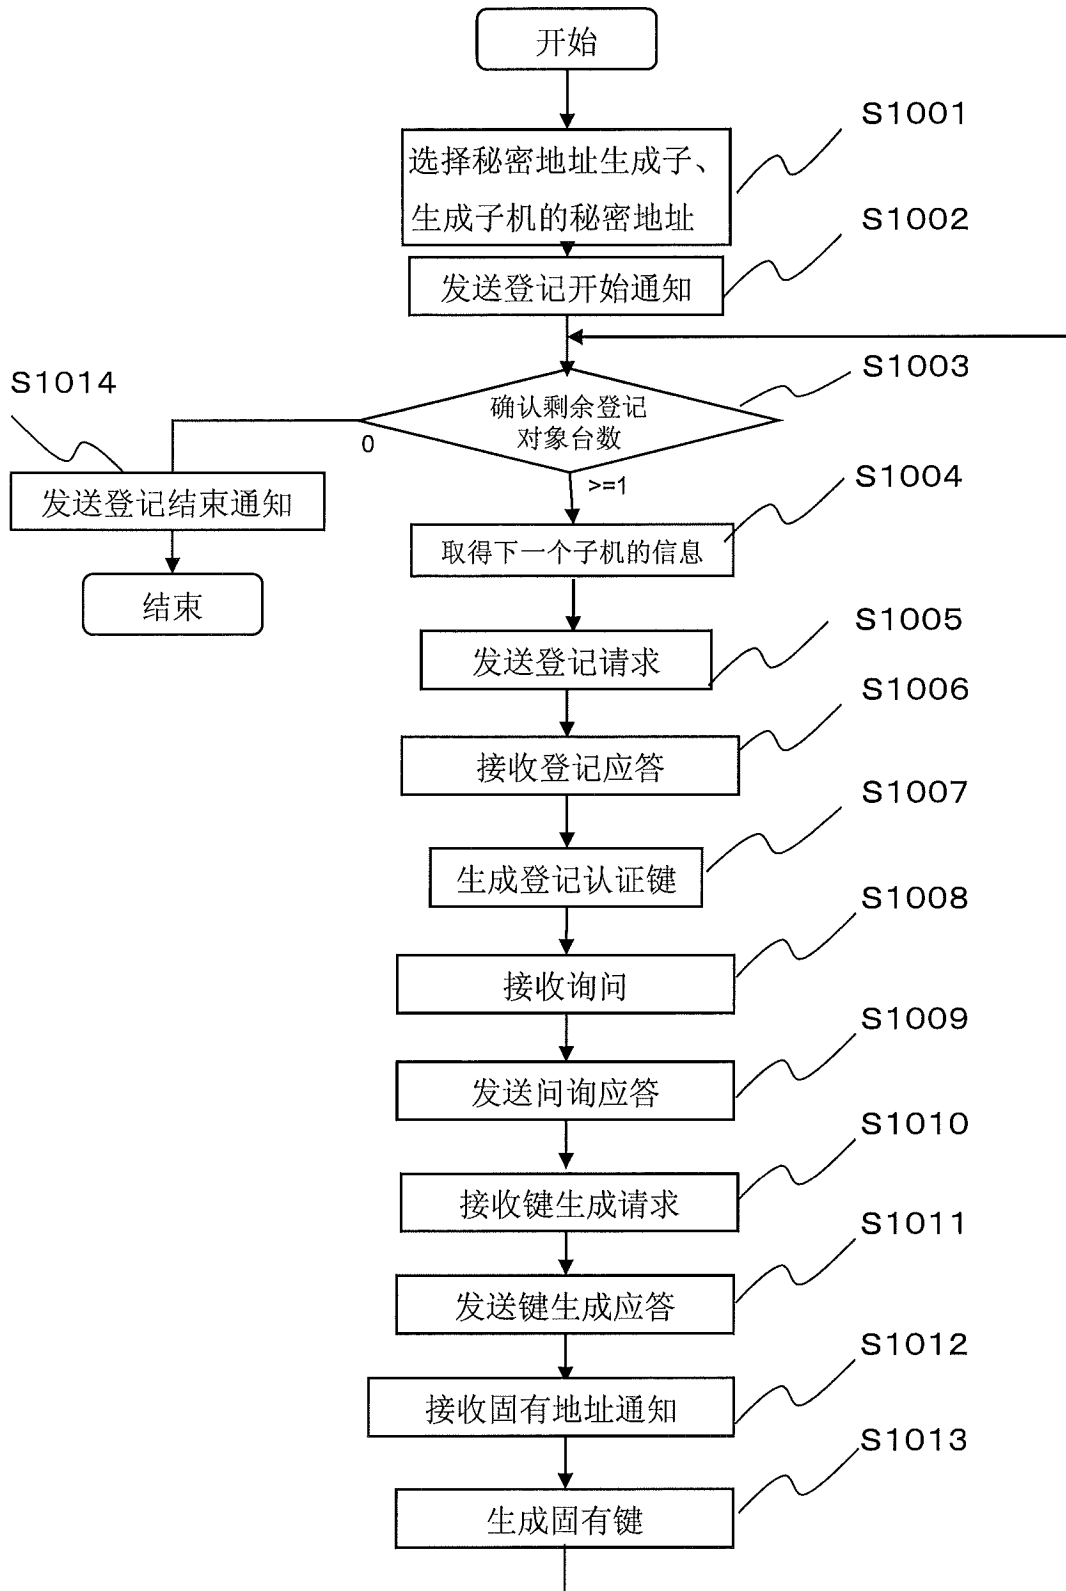 开始
S1001
选择秘密地址生成子、
生成子机的秘密地址
S1002
发送登记开始通知
S1003
确认剩余登记
对象台数
S1014
0
>=1
发送登记结束通知
S1004
取得下一个子机的信息
结束
S1005
发送登记请求
S1006
接收登记应答
S1007
生成登记认证键
S1008
接收询问
S1009
发送问询应答
S1010
接收键生成请求
S1011
发送键生成应答
S1012
接收固有地址通知
S1013
生成固有键